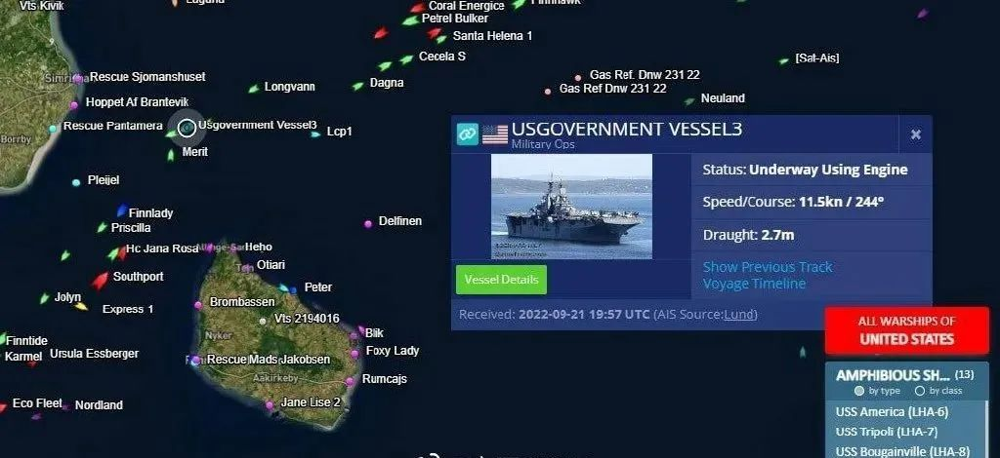 Vts Kivik
Coral Energice
Petrel Bulker
Santa Helena 1
Cecela S
[Sat-Ais]
Simri
Rescue Sjomanshuset
Longvann
Dagna
Gas Ref. Dnw 231 22
Gas Ref Dnw 231 22
Neuland
Hoppet Af Brantevik
Borrby
Rescue Pantamera
Usgovernment Vessel3
Lcp1
Merit
Pleijel
USGOVERNMENT VESSEL3
Military Ops
Status: Underway Using Engine
Speed/Course: 11.5kn / 244°
Draught: 2.7m
Show Previous Track
Voyage Timeline
Vessel Details
Received: 2022-09-21 19:57 UTC (AIS Source:Lund)
Finnlady
Priscilla
Delfinen
Hc Jana Rosa
Heho
Southport
Otiari
Jolyn
Express 1
Peter
Brombassen
Vts 2194016
Nyker
Blik
Finntide
Karmel
Ursula Essberger
Rescue Mads Jakobsen
Foxy Lady
Aakirkeby
Rumcajs
Eco Fleet
Nordland
Jane Lise 2
ALL WARSHIPS OF
UNITED STATES
AMPHIBIOUS SH... (13)
by type
by class
USS America (LHA-6)
USS Tripoli (LHA-7)
USS Bougainville (LHA-8)